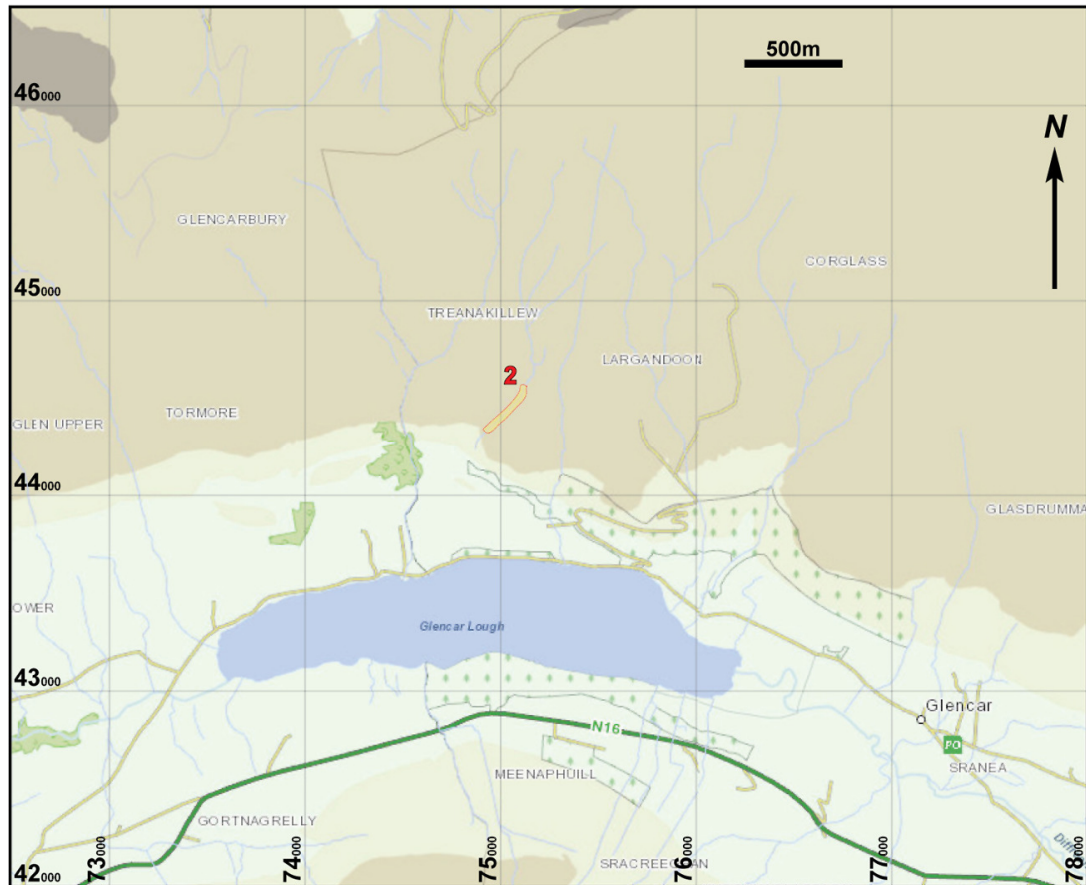 500m
46000
N
GLENCARBURY
CORGLASS
45000
TREANAKILLEW
LARGANDOON
2
TORMORE
GLEN UPPER
44000
GLASDRUMMA
OWER
Glencar Lough
43000
Glencar
N16
PO
MEENAPHUILL
SRANEA
GORTNAGRELLY
Diff
SRACREEGHAN
42000
73000
74000
75000
76000
77000
78000